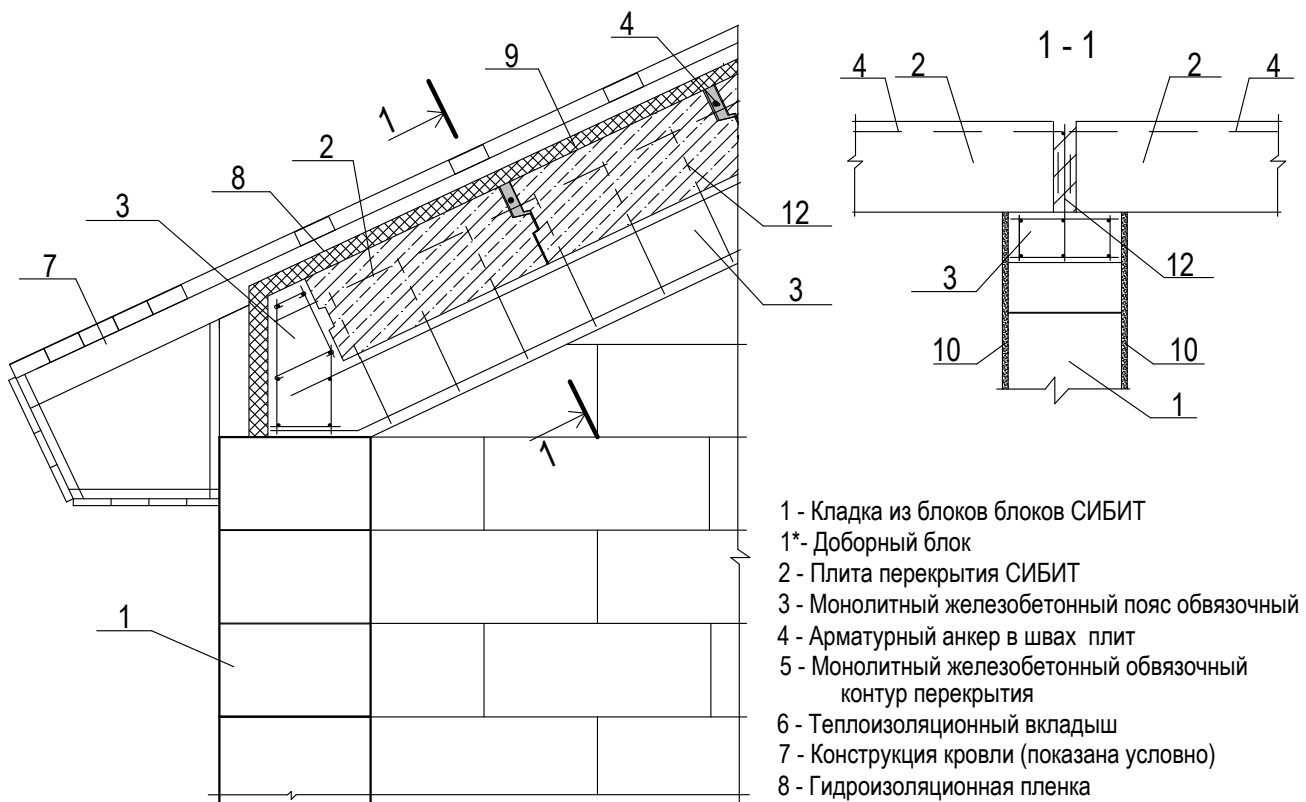 4
1 - 1
9
4
2
2
4
1
2
8
3
12
7
3
3
12
10
10
1
1
1
1 - Кладка из блоков блоков СИБИТ
1*- Доборный блок
2 - Плита перекрытия СИБИТ
3 - Монолитный железобетонный пояс обвязочный
4 - Арматурный анкер в швах плит
5 - Монолитный железобетонный обвязочный
контур перекрытия
6 - Теплоизоляционный вкладыш
7 - Конструкция кровли (показана условно)
8 - Гидроизоляционная пленка